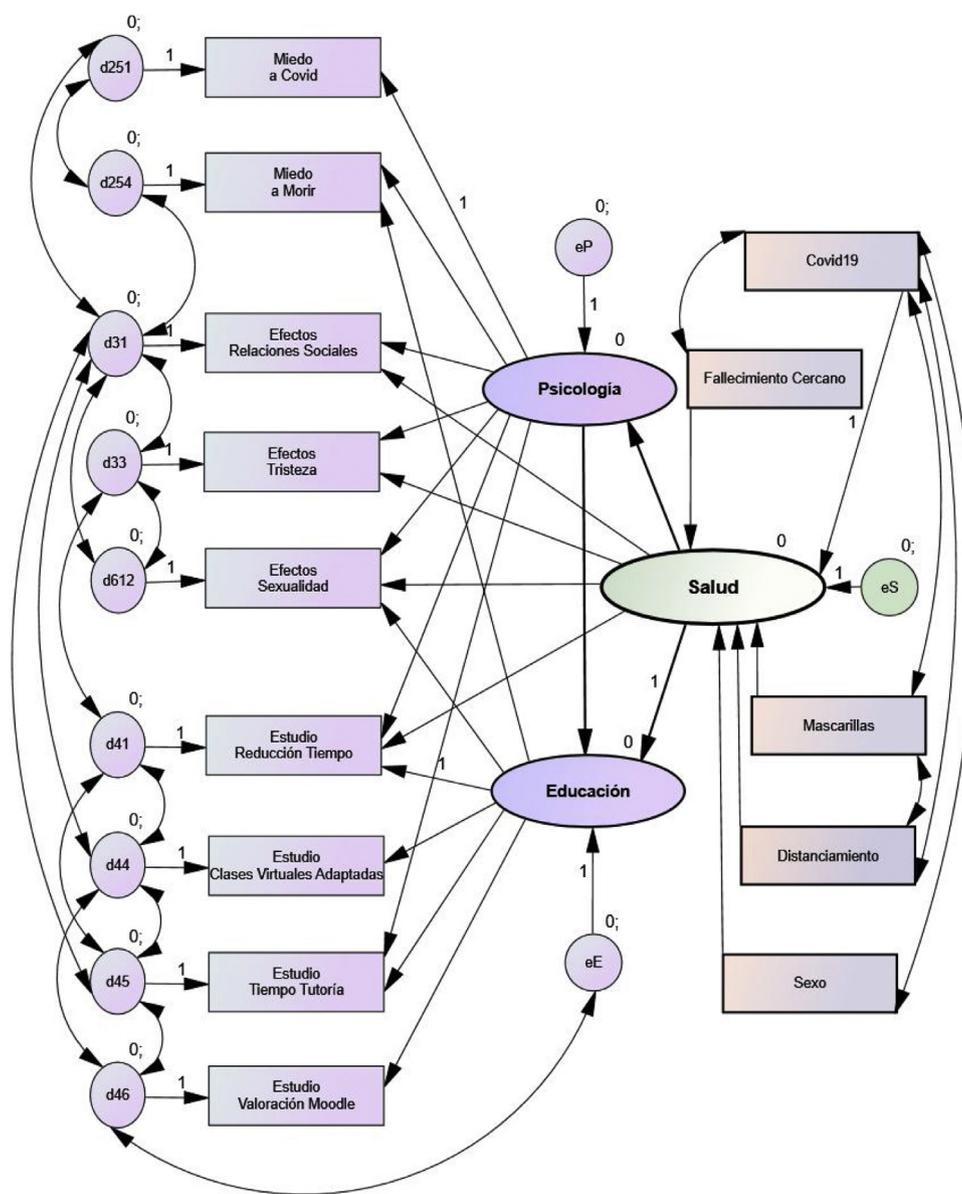 0;
d251
1
Miedo
a Covid
0;
d254
1
Miedo
a Morir
1
0;
eP
1
0
Psicología
Covid19
Fallecimiento Cercano
1
0;
d31
1
Efectos
Relaciones Sociales
0;
d33
1
Efectos
Tristeza
0;
d612
1
Efectos
Sexualidad
0
Salud
1
0;
eS
1
0
Educación
Mascarillas
Distanciamiento
Sexo
0;
d41
1
Estudio
Reducción Tiempo
1
0;
d44
1
Estudio
Clases Virtuales Adaptadas
0;
d45
1
Estudio
Tiempo Tutoría
1
0;
eE
0;
d46
1
Estudio
Valoración Moodle